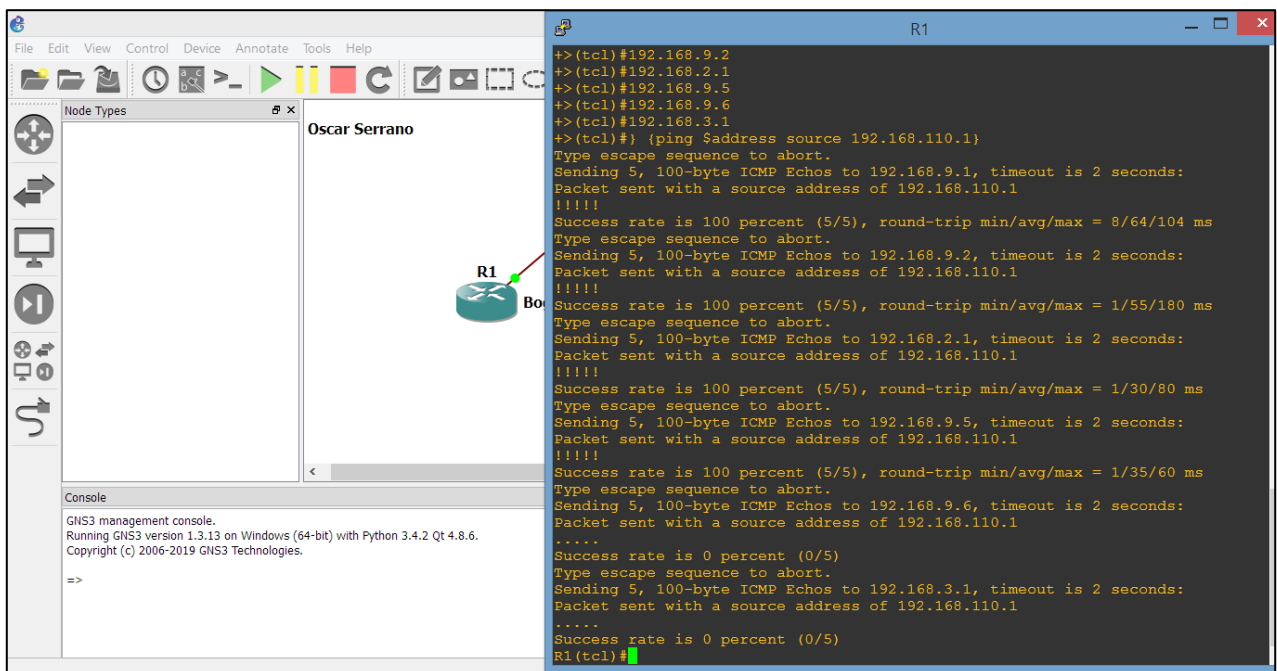 File Edit View Control Device Annotate Tools Help
Node Types
Oscar Serrano
R1
Console
GNS3 management console.
Running GNS3 version 1.3.13 on Windows (64-bit) with Python 3.4.2 Qt 4.8.6.
Copyright (c) 2006-2019 GNS3 Technologies.
=>
R1
+>(tcl)#192.168.9.2
+>(tcl)#192.168.2.1
+>(tcl)#192.168.9.5
+>(tcl)#192.168.9.6
+>(tcl)#192.168.3.1
+>(tcl)#} {ping $address source 192.168.110.1}
Type escape sequence to abort.
Sending 5, 100-byte ICMP Echos to 192.168.9.1, timeout is 2 seconds:
Packet sent with a source address of 192.168.110.1
!!!!!
Success rate is 100 percent (5/5), round-trip min/avg/max = 8/64/104 ms
Type escape sequence to abort.
Sending 5, 100-byte ICMP Echos to 192.168.9.2, timeout is 2 seconds:
Packet sent with a source address of 192.168.110.1
!!!!!
Success rate is 100 percent (5/5), round-trip min/avg/max = 1/55/180 ms
Type escape sequence to abort.
Sending 5, 100-byte ICMP Echos to 192.168.2.1, timeout is 2 seconds:
Packet sent with a source address of 192.168.110.1
!!!!!
Success rate is 100 percent (5/5), round-trip min/avg/max = 1/30/80 ms
Type escape sequence to abort.
Sending 5, 100-byte ICMP Echos to 192.168.9.5, timeout is 2 seconds:
Packet sent with a source address of 192.168.110.1
!!!!!
Success rate is 100 percent (5/5), round-trip min/avg/max = 1/35/60 ms
Type escape sequence to abort.
Sending 5, 100-byte ICMP Echos to 192.168.9.6, timeout is 2 seconds:
Packet sent with a source address of 192.168.110.1
.....
Success rate is 0 percent (0/5)
Type escape sequence to abort.
Sending 5, 100-byte ICMP Echos to 192.168.3.1, timeout is 2 seconds:
Packet sent with a source address of 192.168.110.1
.....
Success rate is 0 percent (0/5)
R1(tcl)#